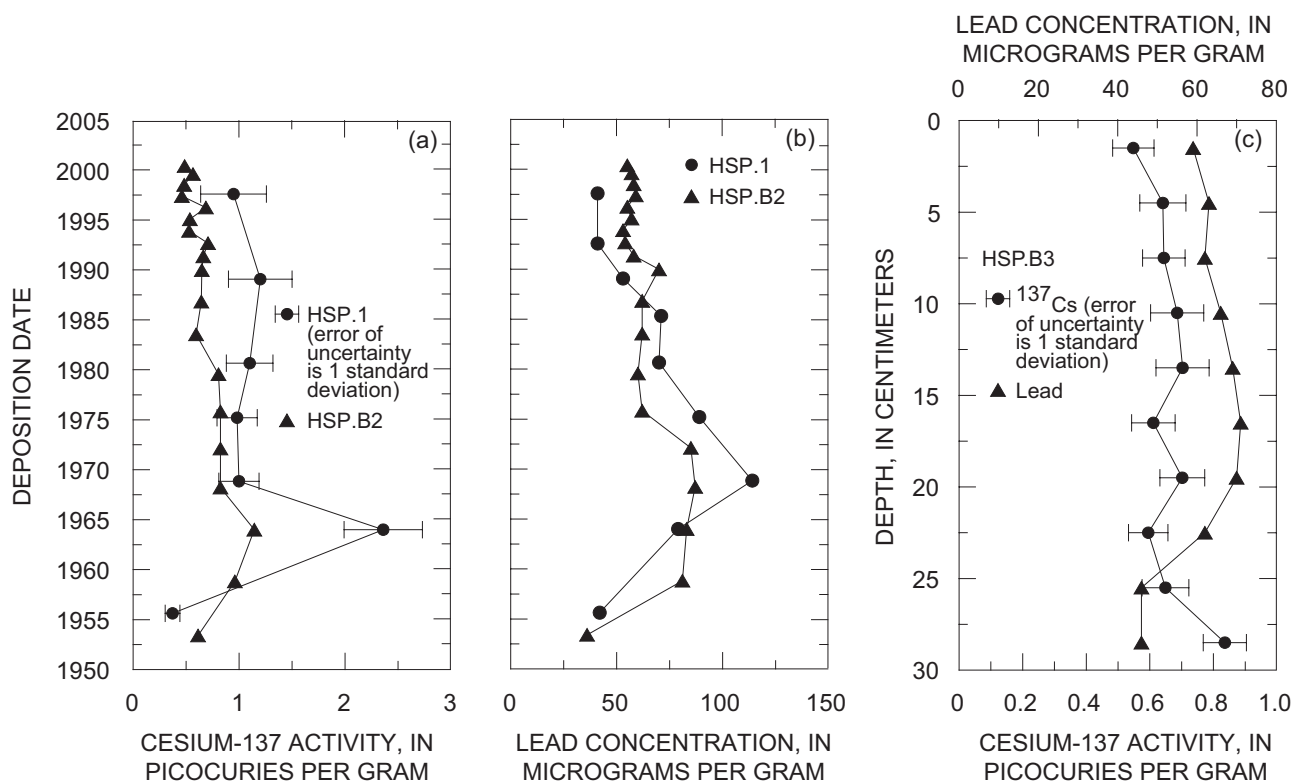 LEAD CONCENTRATION, IN
MICROGRAMS PER GRAM
0 20 40 60 80
DEPOSITION DATE
2005
2000
1995
1990
1985
1980
1975
1970
1965
1960
1955
1950
(a)
HSP.1
(error of
uncertainty
is 1 standard
deviation)
HSP.B2
0 1 2 3
CESIUM-137 ACTIVITY, IN
PICOCURIES PER GRAM
(b)
HSP.1
HSP.B2
0 50 100 150
LEAD CONCENTRATION, IN
MICROGRAMS PER GRAM
DEPTH, IN CENTIMETERS
0
5
10
15
20
25
30
(c)
HSP.B3
137Cs (error
of uncertainty
is 1 standard
deviation)
Lead
0 0.2 0.4 0.6 0.8 1.0
CESIUM-137 ACTIVITY, IN
PICOCURIES PER GRAM